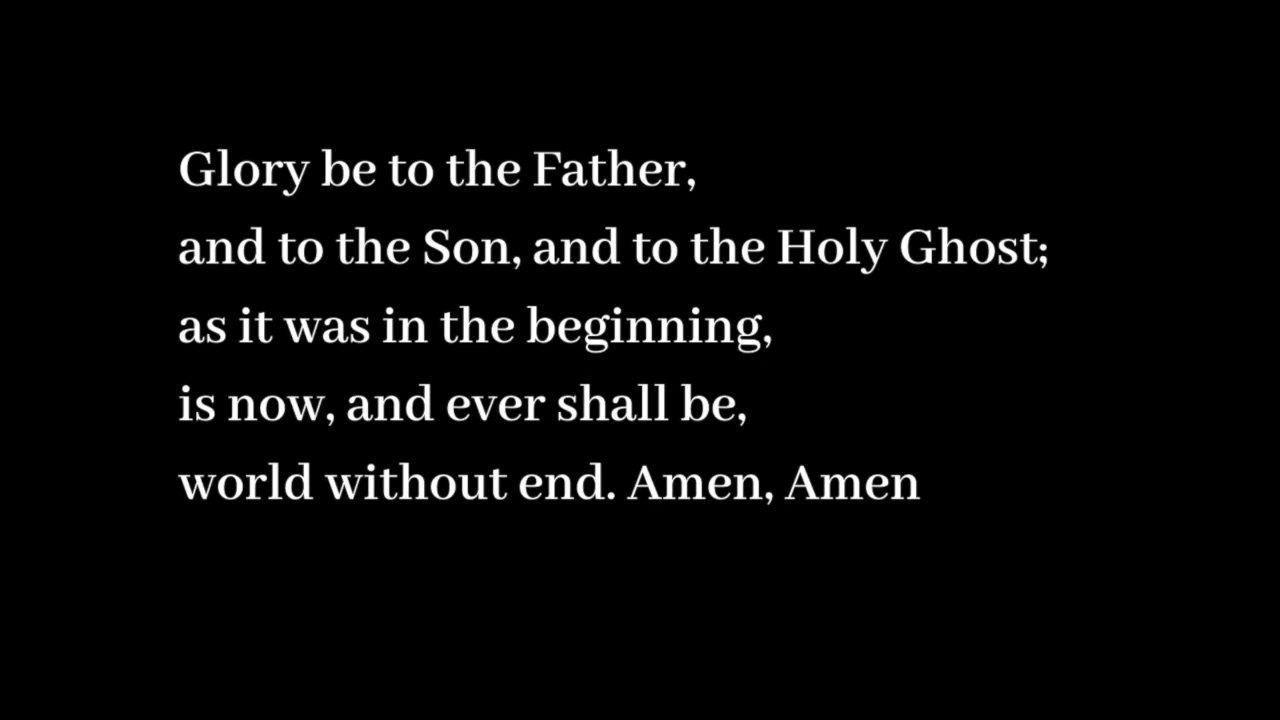 Glory be to the Father,
and to the Son, and to the Holy Ghost;
as it was in the beginning,
is now, and ever shall be,
world without end. Amen, Amen